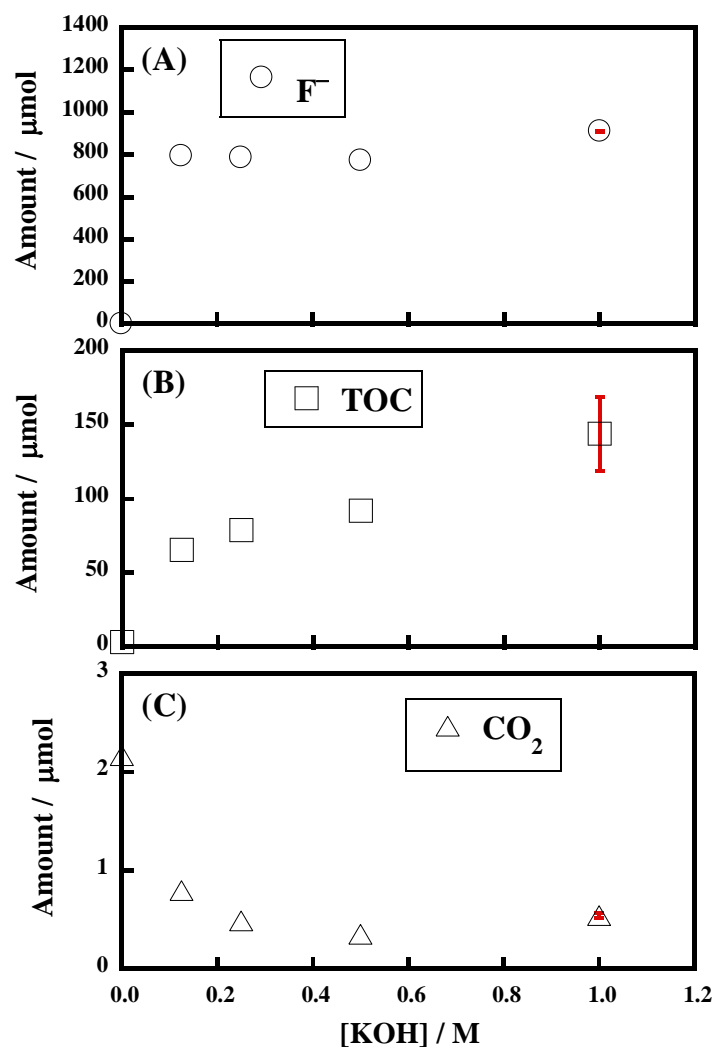 (A)
F⁻
Amount / μmol
1400
1200
1000
800
600
400
200
0
(B)
TOC
Amount / μmol
200
150
100
50
0
(C)
CO₂
Amount / μmol
3
2
1
0
0.0 0.2 0.4 0.6 0.8 1.0 1.2
[KOH] / M